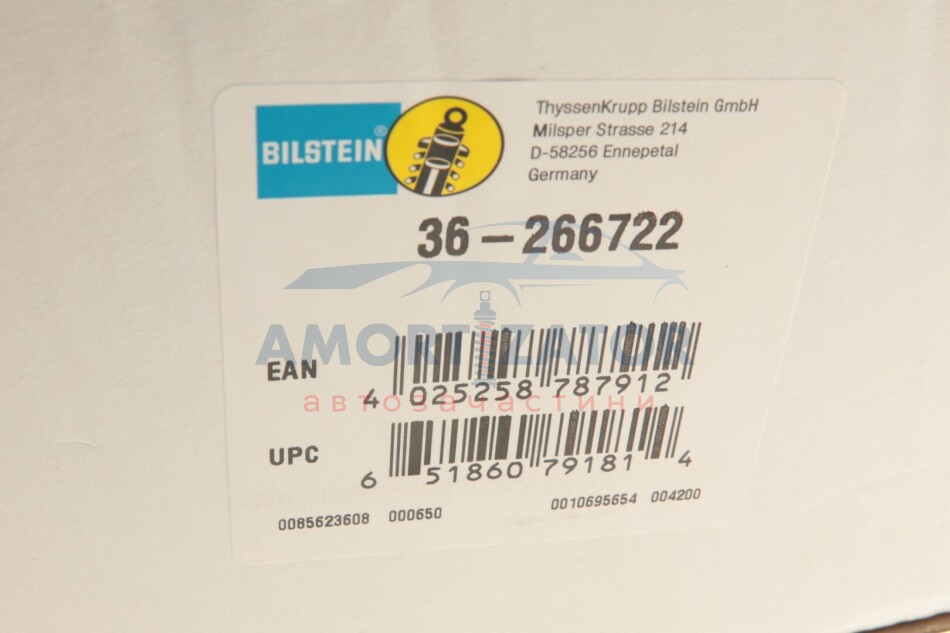 BILSTEIN®
ThyssenKrupp Bilstein GmbH
Milsper Strasse 214
D-58256 Ennepetal
Germany
36-266722
AMORTIZATOR
автозапчастини
EAN
4 025258 787912
UPC
6 51860 79181 4
0085623608 000650
0010695654 004200